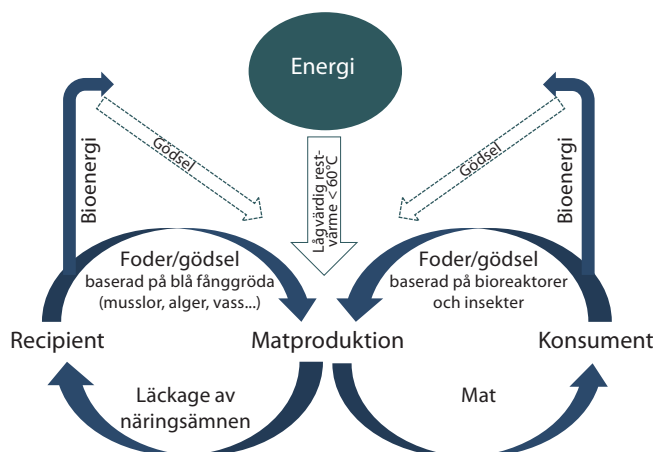 Energi
Bioenergi
Gödsel
Lågvärdig rest-
värme < 60°C
Gödsel
Bioenergi
Foder/gödsel
baserad på blå fånggröda
(musslor, alger, vass...)
Foder/gödsel
baserad på bioreaktorer
och insekter
Recipient
Matproduktion
Konsument
Läckage av
näringsämnen
Mat